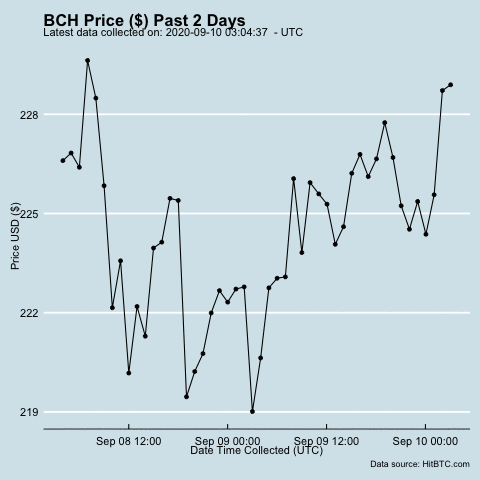 BCH Price ($) Past 2 Days
Latest data collected on: 2020-09-10 03:04:37 - UTC
228
225
222
219
Price USD ($)
Sep 08 12:00 Sep 09 00:00 Sep 09 12:00 Sep 10 00:00
Date Time Collected (UTC)
Data source: HitBTC.com